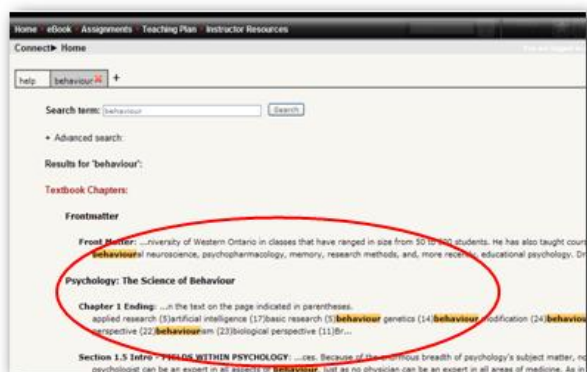 Home eBook Assignments Teaching Plan Instructor Resources
Connect▶ Home
help behaviour +
Search term: behaviour Search
+ Advanced search:
Results for 'behaviour':
Textbook Chapters:
Frontmatter
Front Matter: ...niversity of Western Ontario in classes that have ranged in size from 50 to students. He has also taught cour
behavioural neuroscience, psychopharmacology, memory, research methods, and, more recently, educational psychology. Dr
Psychology: The Science of Behaviour
Chapter 1 Ending: ...n the text on the page indicated in parentheses.
applied research (5)artificial intelligence (17)basic research (5)behaviour genetics (14)behaviour modification (24)behaviou
perspective (22)behaviourism (23)biological perspective (11)Br...
Section 1.5 Intro - FIELDS WITHIN PSYCHOLOGY: ...ces. Because of the enormous breadth of psychology's subject matter, no
psychologist can be an expert in all aspects of behaviour, just as no physician can be an expert in all areas of medicine. As